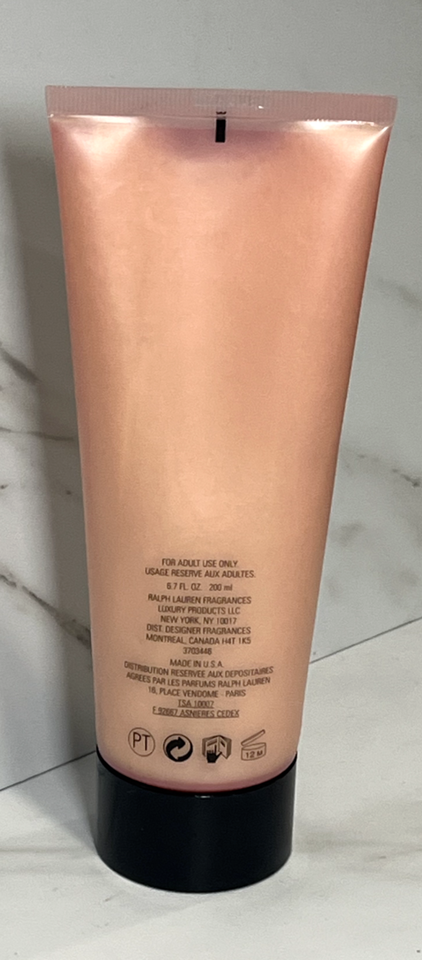 FOR ADULT USE ONLY.
USAGE RESERVE AUX ADULTES.
6.7 FL. OZ. 200 ml
RALPH LAUREN FRAGRANCES
LUXURY PRODUCTS LLC
NEW YORK, NY 10017
DIST. DESIGNER FRAGRANCES
MONTREAL, CANADA H4T 1K5
3703446
MADE IN U.S.A.
DISTRIBUTION RESERVEE AUX DEPOSITAIRES
AGREES PAR LES PARFUMS RALPH LAUREN
16, PLACE VENDOME - PARIS
TSA 10007
F 92667 ASNIERES CEDEX
PT
12 M